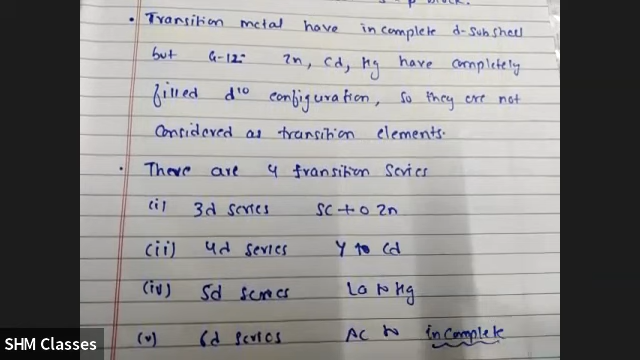 • Transition metal have incomplete d-subshell
but G-12: Zn, Cd, Hg have completely
filled d¹⁰ configuration, so they are not
Considered as transition elements.
• There are 4 transition Series
(i) 3d series Sc to Zn
(ii) 4d series Y to Cd
(iv) 5d series La to Hg
(v) 6d series Ac to incomplete
SHM Classes